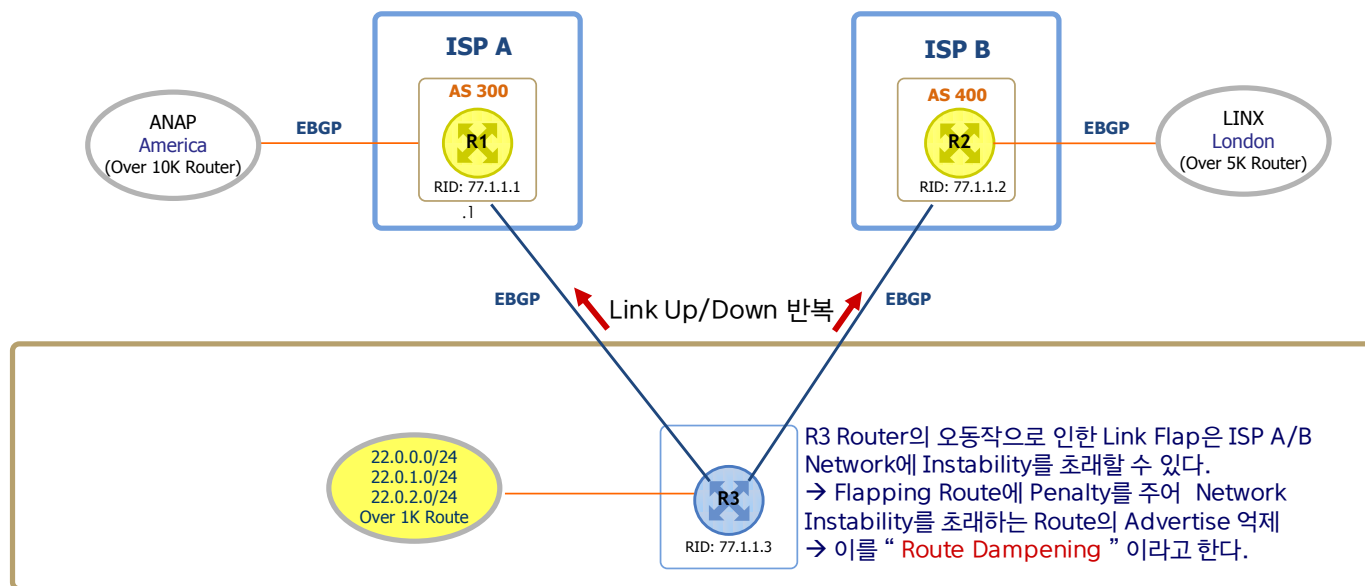 ISP A
ISP B
AS 300
AS 400
ANAP
America
(Over 10K Router)
EBGP
R1
RID: 77.1.1.1
.1
R2
RID: 77.1.1.2
EBGP
LINX
London
(Over 5K Router)
EBGP
Link Up/Down 반복
EBGP
22.0.0.0/24
22.0.1.0/24
22.0.2.0/24
Over 1K Route
R3
RID: 77.1.1.3
R3 Router의 오동작으로 인한 Link Flap은 ISP A/B
Network에 Instability를 초래할 수 있다.
→ Flapping Route에 Penalty를 주어 Network
Instability를 초래하는 Route의 Advertise 억제
→ 이를 “ Route Dampening ” 이라고 한다.